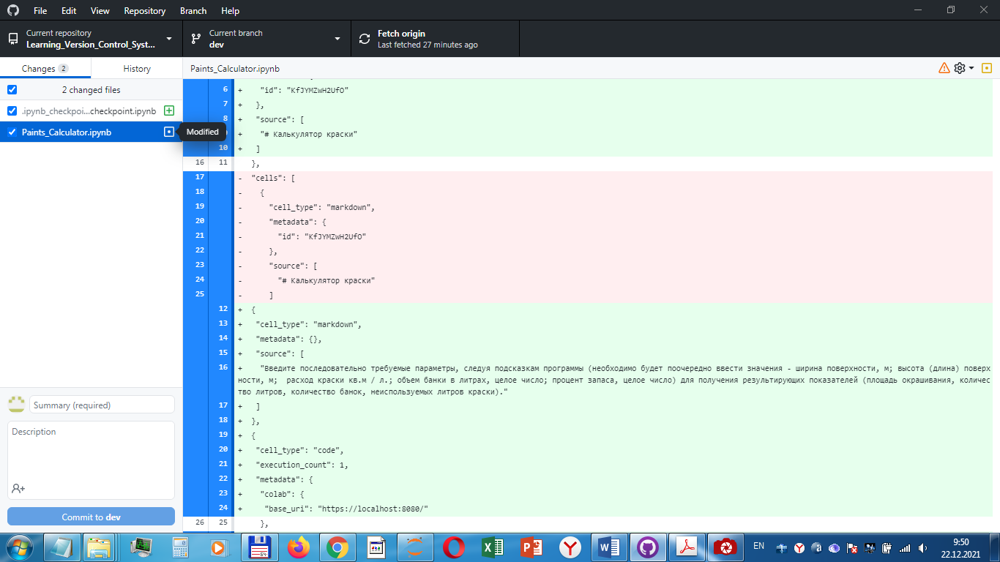 File Edit View Repository Branch Help
Current repository
Learning_Version_Control_Syst...
Current branch
dev
Fetch origin
Last fetched 27 minutes ago
Changes 2
History
Paints_Calculator.ipynb
2 changed files
.ipynb_checkpoi...checkpoint.ipynb
Paints_Calculator.ipynb
Modified
6 + "id": "KfJYMZwH2UfO"
7 + },
8 + "source": [
+ "# Калькулятор краски"
10 + ]
16 11 },
17 - "cells": [
18 - {
19 - "cell_type": "markdown",
20 - "metadata": {
21 - "id": "KfJYMZwH2UfO"
22 - },
23 - "source": [
24 - "# Калькулятор краски"
25 - ]
12 + {
13 + "cell_type": "markdown",
14 + "metadata": {},
15 + "source": [
16 + "Введите последовательно требуемые параметры, следуя подсказкам программы (необходимо будет поочередно ввести значения - ширина поверхности, м; высота (длина) поверх
ности, м;  расход краски кв.м / л.; объем банки в литрах, целое число; процент запаса, целое число) для получения результирующих показателей (площадь окрашивания, количес
тво литров, количество банок, неиспользуемых литров краски)."
17 + ]
18 + },
19 + {
20 + "cell_type": "code",
21 + "execution_count": 1,
22 + "metadata": {
23 + "colab": {
24 + "base_uri": "https://localhost:8080/"
26 25 },
Summary (required)
Description
Commit to dev
EN
9:50
22.12.2021